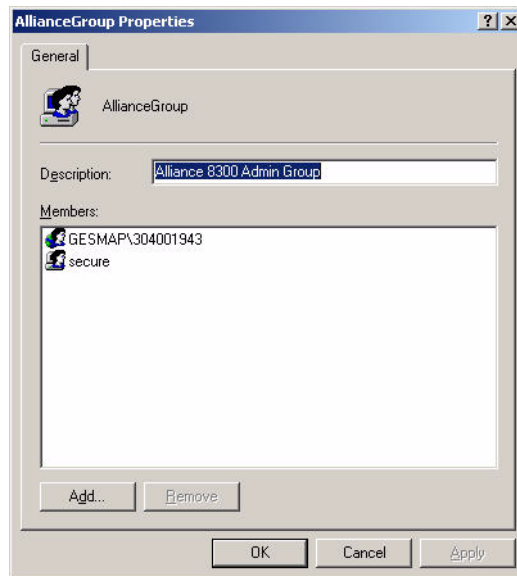 AllianceGroup Properties
? X
General
AllianceGroup
Description: Alliance 8300 Admin Group
Members:
GESMAP\304001943
secure
Add... Remove
OK Cancel Apply